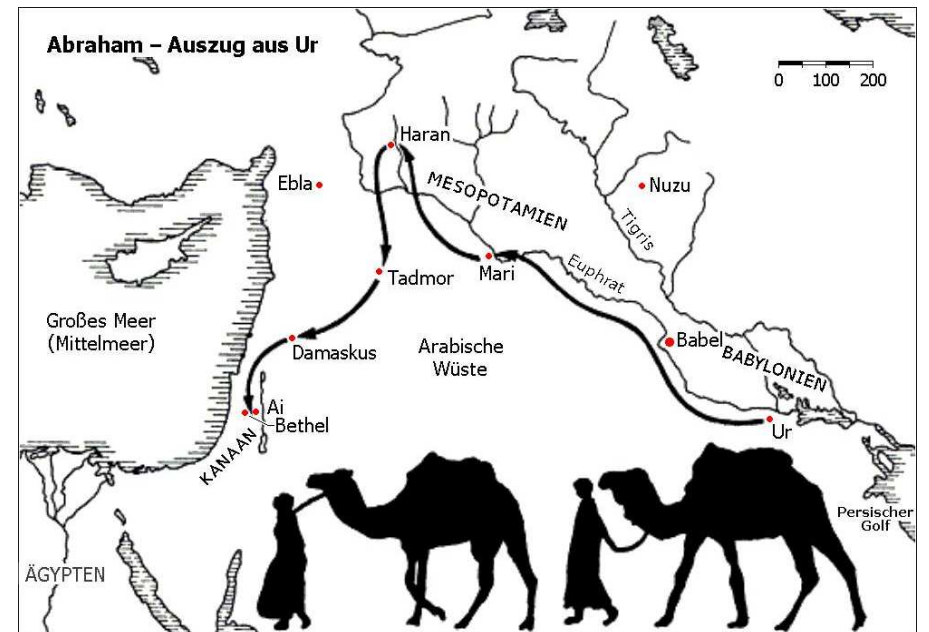 Abraham – Auszug aus Ur
0 100 200
Haran
Ebla
MESOPOTAMIEN
Nuzu
Tigris
Tadmor
Mari
Euphrat
Großes Meer
(Mittelmeer)
Damaskus
Arabische
Wüste
Babel
BABYLONIEN
Ai
Bethel
KANAAN
Ur
Persischer
Golf
ÄGYPTEN